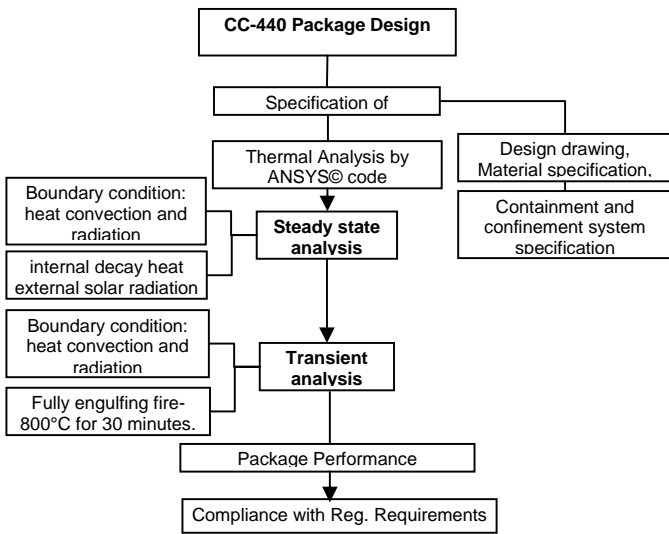 CC-440 Package Design
Specification of
Design drawing,
Material specification,
Containment and
confinement system
specification
Thermal Analysis by
ANSYS© code
Boundary condition:
heat convection and
radiation
internal decay heat
external solar radiation
Steady state
analysis
Boundary condition:
heat convection and
radiation
Fully engulfing fire-
800°C for 30 minutes.
Transient
analysis
Package Performance
Compliance with Reg. Requirements